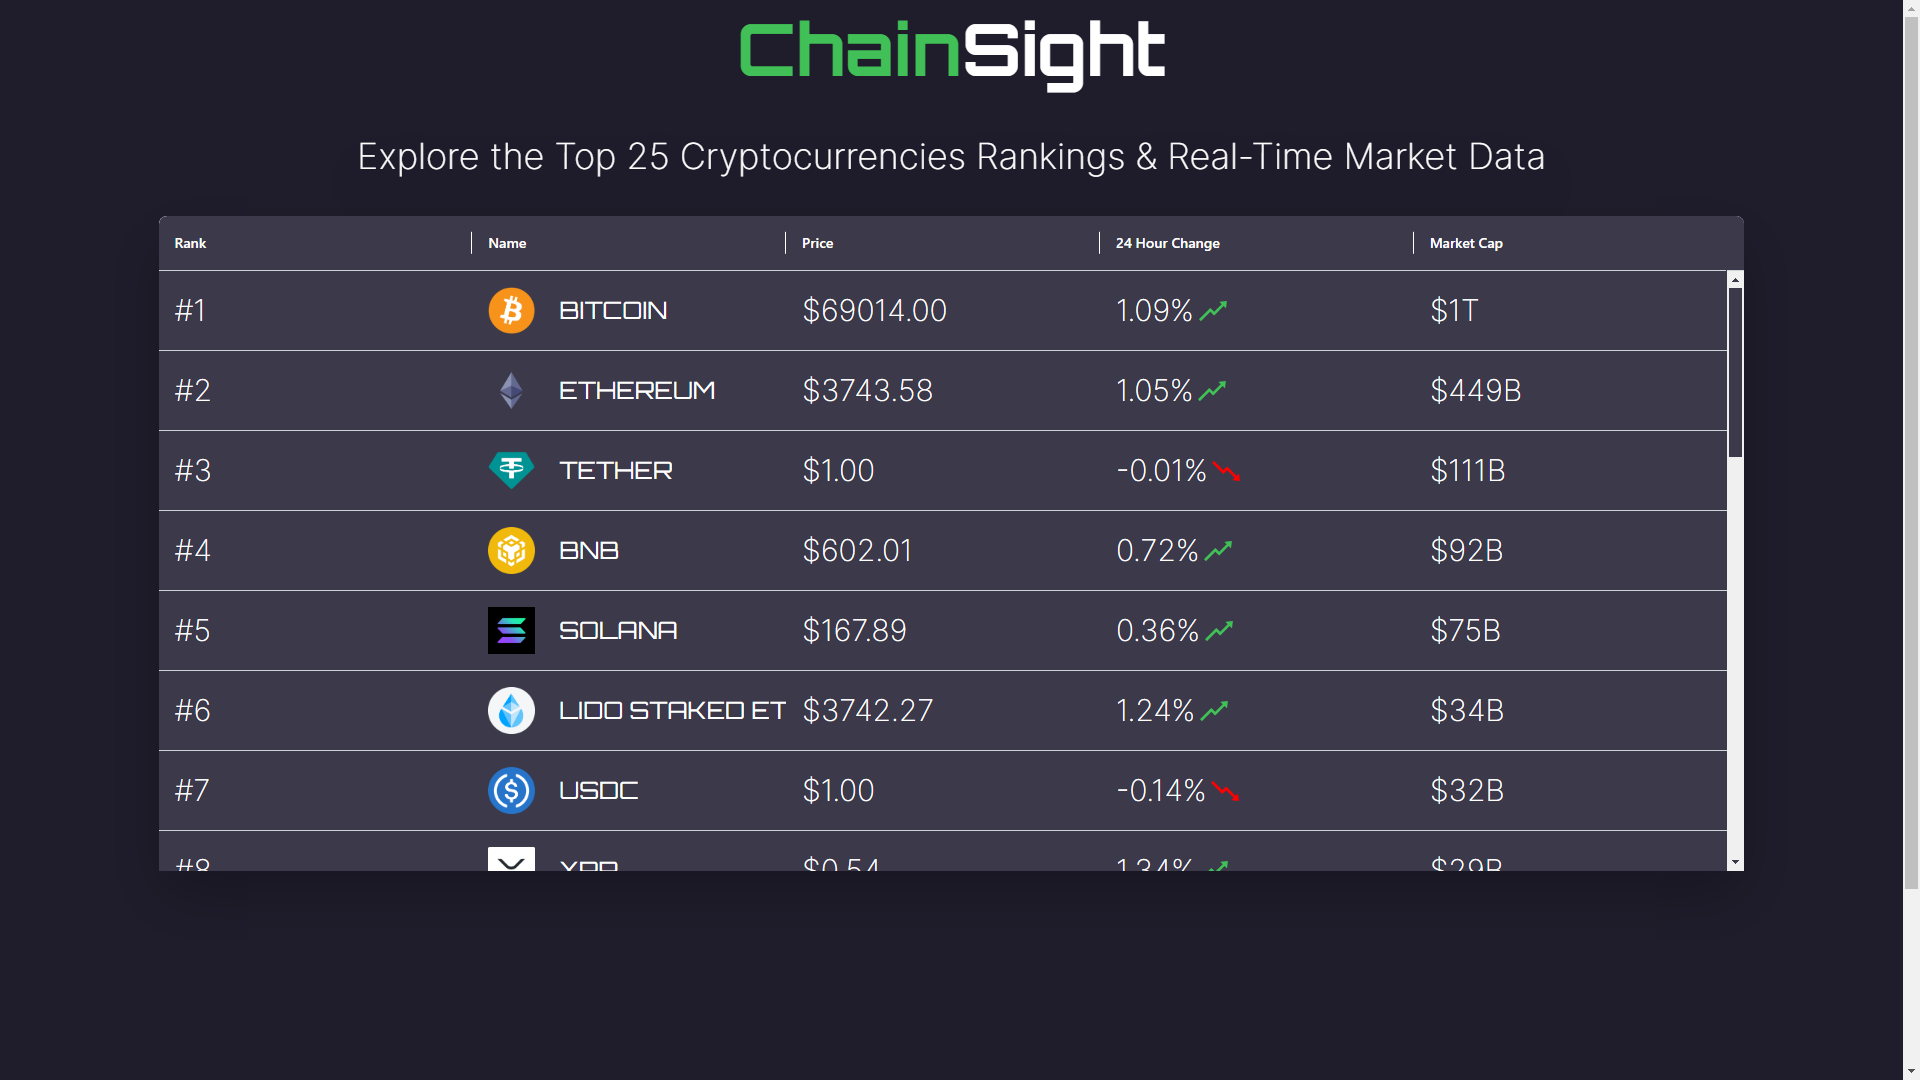 ChainSight
Explore the Top 25 Cryptocurrencies Rankings & Real-Time Market Data
Rank Name Price 24 Hour Change Market Cap
#1 BITCOIN $69014.00 1.09% $1T
#2 ETHEREUM $3743.58 1.05% $449B
#3 TETHER $1.00 -0.01% $111B
#4 BNB $602.01 0.72% $92B
#5 SOLANA $167.89 0.36% $75B
#6 LIDO STAKED ET $3742.27 1.24% $34B
#7 USDC $1.00 -0.14% $32B
#8 XRP $0.54 1.34% $29B